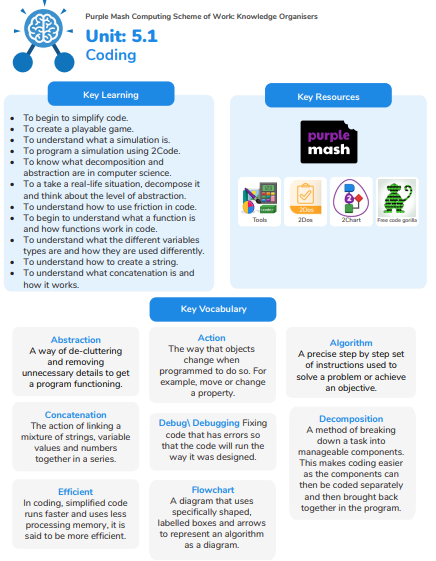 Purple Mash Computing Scheme of Work: Knowledge Organisers
Unit: 5.1
Coding
Key Learning
• To begin to simplify code.
• To create a playable game.
• To understand what a simulation is.
• To program a simulation using 2Code.
• To know what decomposition and
abstraction are in computer science.
• To a take a real-life situation, decompose it
and think about the level of abstraction.
• To understand how to use friction in code.
• To begin to understand what a function is
and how functions work in code.
• To understand what the different variables
types are and how they are used differently.
• To understand how to create a string.
• To understand what concatenation is and
how it works.
Key Resources
purple
mash
Tools
2Dos
2Dos
2
2Chart
Free code gorilla
Key Vocabulary
Abstraction
A way of de-cluttering
and removing
unnecessary details to get
a program functioning.
Action
The way that objects
change when
programmed to do so. For
example, move or change
a property.
Algorithm
A precise step by step set
of instructions used to
solve a problem or achieve
an objective.
Concatenation
The action of linking a
mixture of strings, variable
values and numbers
together in a series.
Debug\ Debugging Fixing
code that has errors so
that the code will run the
way it was designed.
Decomposition
A method of breaking
down a task into
manageable components.
This makes coding easier
as the components can
then be coded separately
and then brought back
together in the program.
Efficient
In coding, simplified code
runs faster and uses less
processing memory, it is
said to be more efficient.
Flowchart
A diagram that uses
specifically shaped,
labelled boxes and arrows
to represent an algorithm
as a diagram.